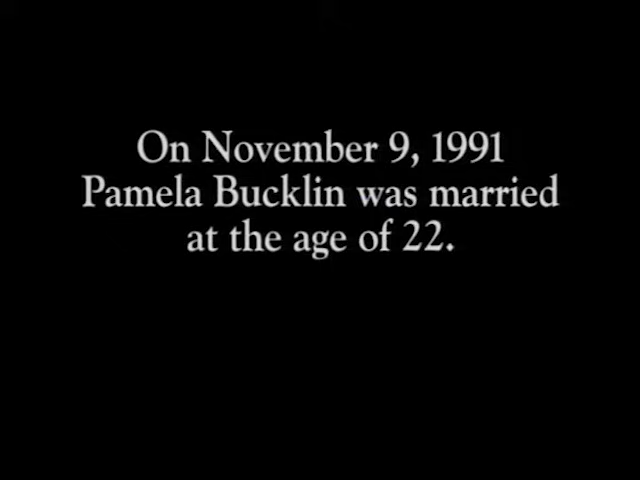 On November 9, 1991
Pamela Bucklin was married
at the age of 22.